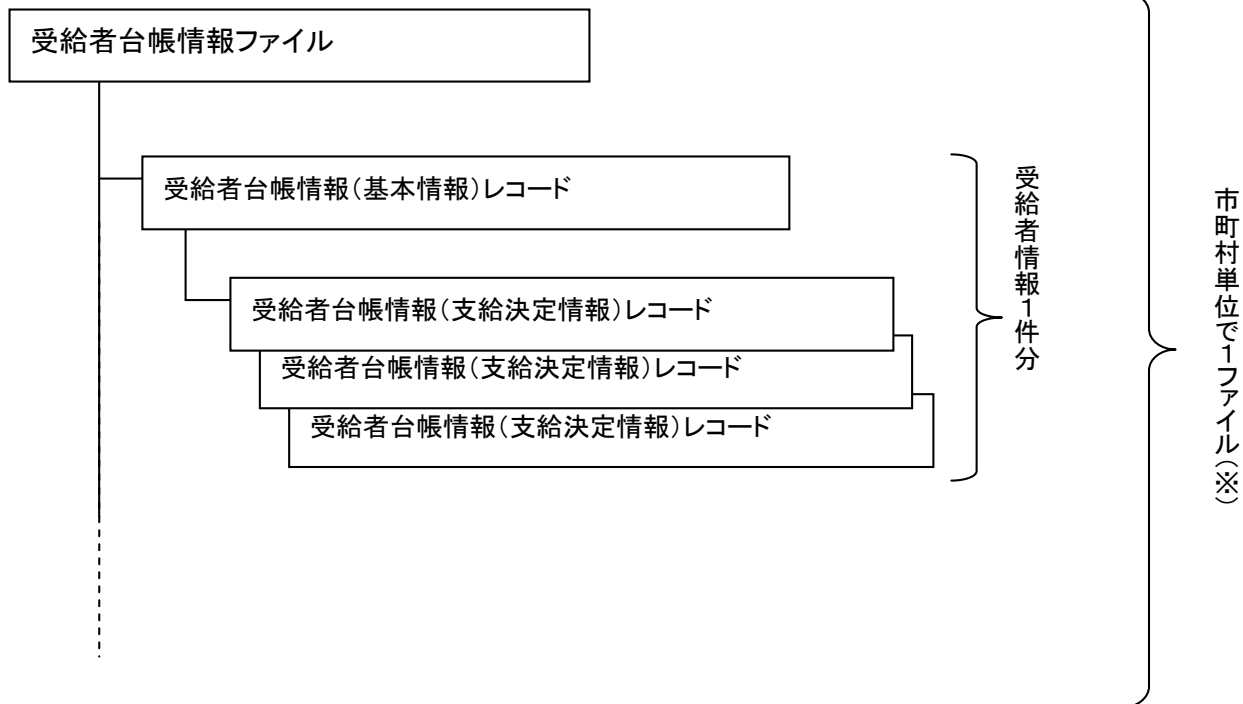 受給者台帳情報ファイル
受給者台帳情報（基本情報）レコード
受給者台帳情報（支給決定情報）レコード
受給者台帳情報（支給決定情報）レコード
受給者台帳情報（支給決定情報）レコード
受給者情報１件分
市町村単位で１ファイル（※）